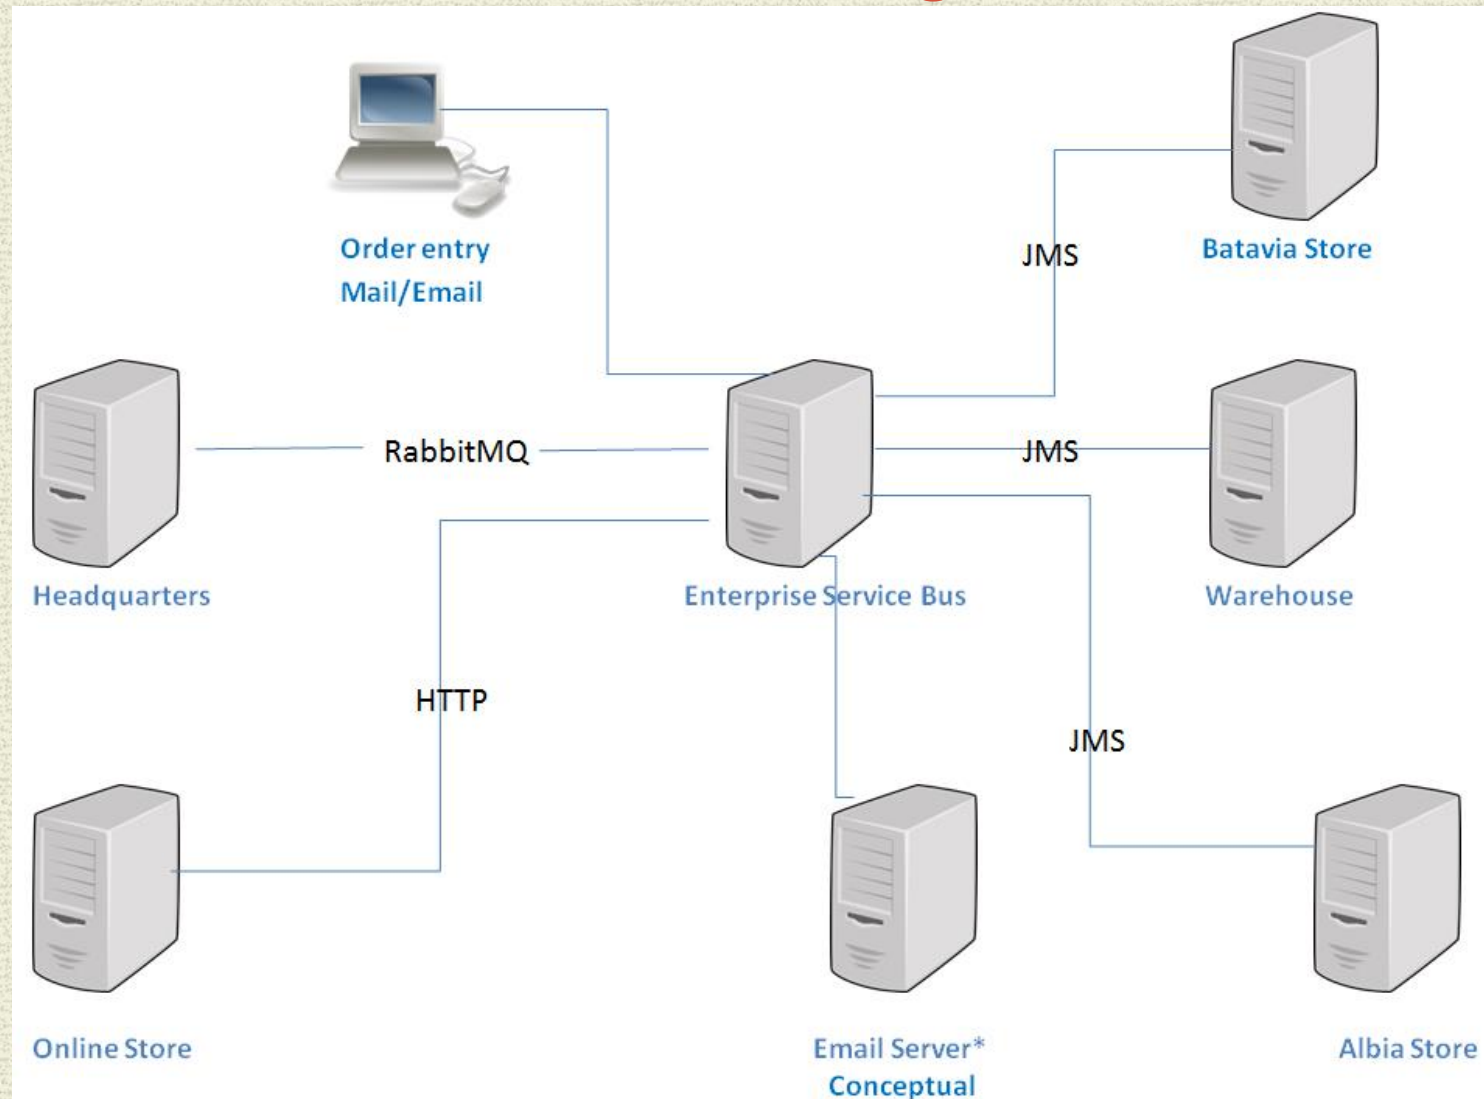 Order entry
Mail/Email
JMS
Batavia Store
RabbitMQ
JMS
Headquarters
Enterprise Service Bus
Warehouse
HTTP
JMS
Online Store
Email Server*
Conceptual
Albia Store